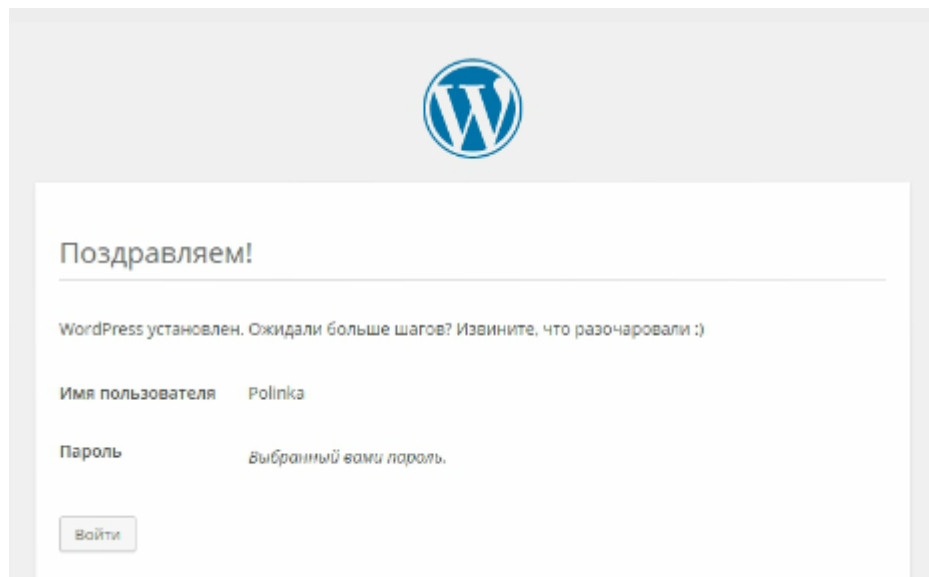 Поздравляем!
WordPress установлен. Ожидали больше шагов? Извините, что разочаровали :)
Имя пользователя Polinka
Пароль Выбранный вами пароль.
Войти